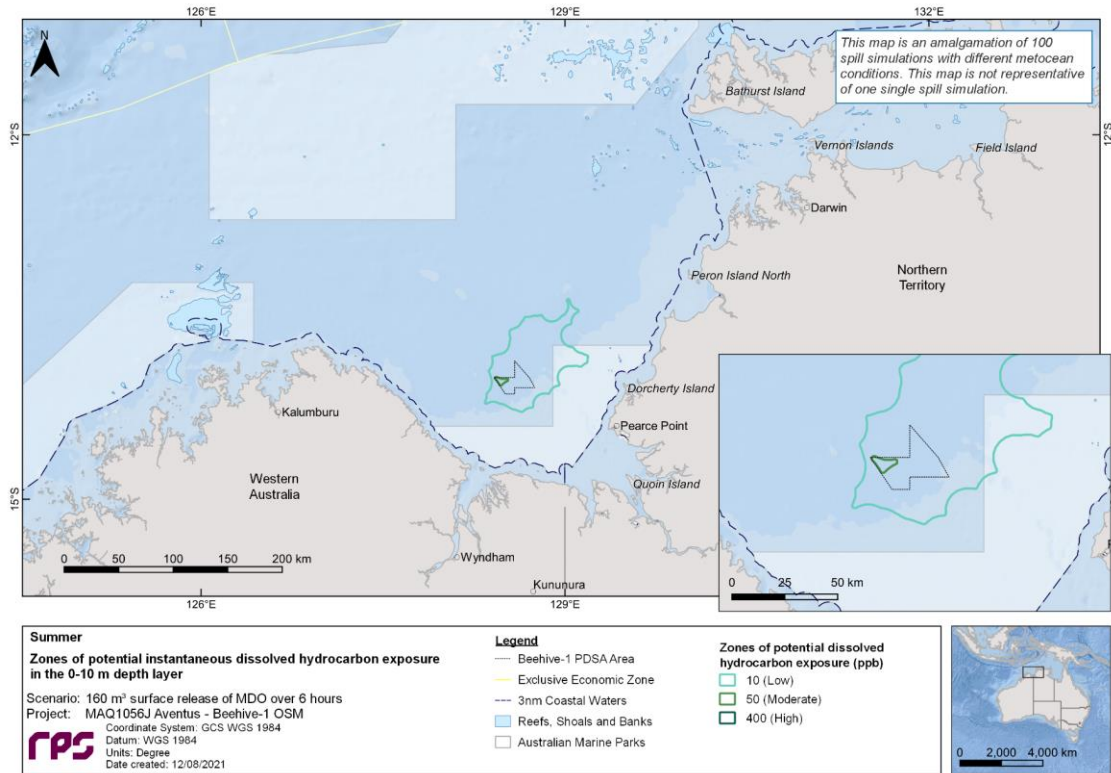 126°E
129°E
132°E
N
This map is an amalgamation of 100
spill simulations with different metocean
conditions. This map is not representative
of one single spill simulation.
Bathurst Island
12°S
12°S
Vernon Islands
Field Island
Darwin
Peron Island North
Northern
Territory
Dorcherty Island
Kalumburu
Pearce Point
Western
Australia
Quoin Island
15°S
0 50 100 150 200 km
Wyndham
Kununura
0 25 50 km
126°E
129°E
Summer
Zones of potential instantaneous dissolved hydrocarbon exposure
in the 0-10 m depth layer
Scenario: 160 m³ surface release of MDO over 6 hours
Project: MAQ1056J Aventus - Beehive-1 OSM
rps
Coordinate System: GCS WGS 1984
Datum: WGS 1984
Units: Degree
Date created: 12/08/2021
Legend
Beehive-1 PDSA Area
Exclusive Economic Zone
3nm Coastal Waters
Reefs, Shoals and Banks
Australian Marine Parks
Zones of potential dissolved
hydrocarbon exposure (ppb)
10 (Low)
50 (Moderate)
400 (High)
0 2,000 4,000 km